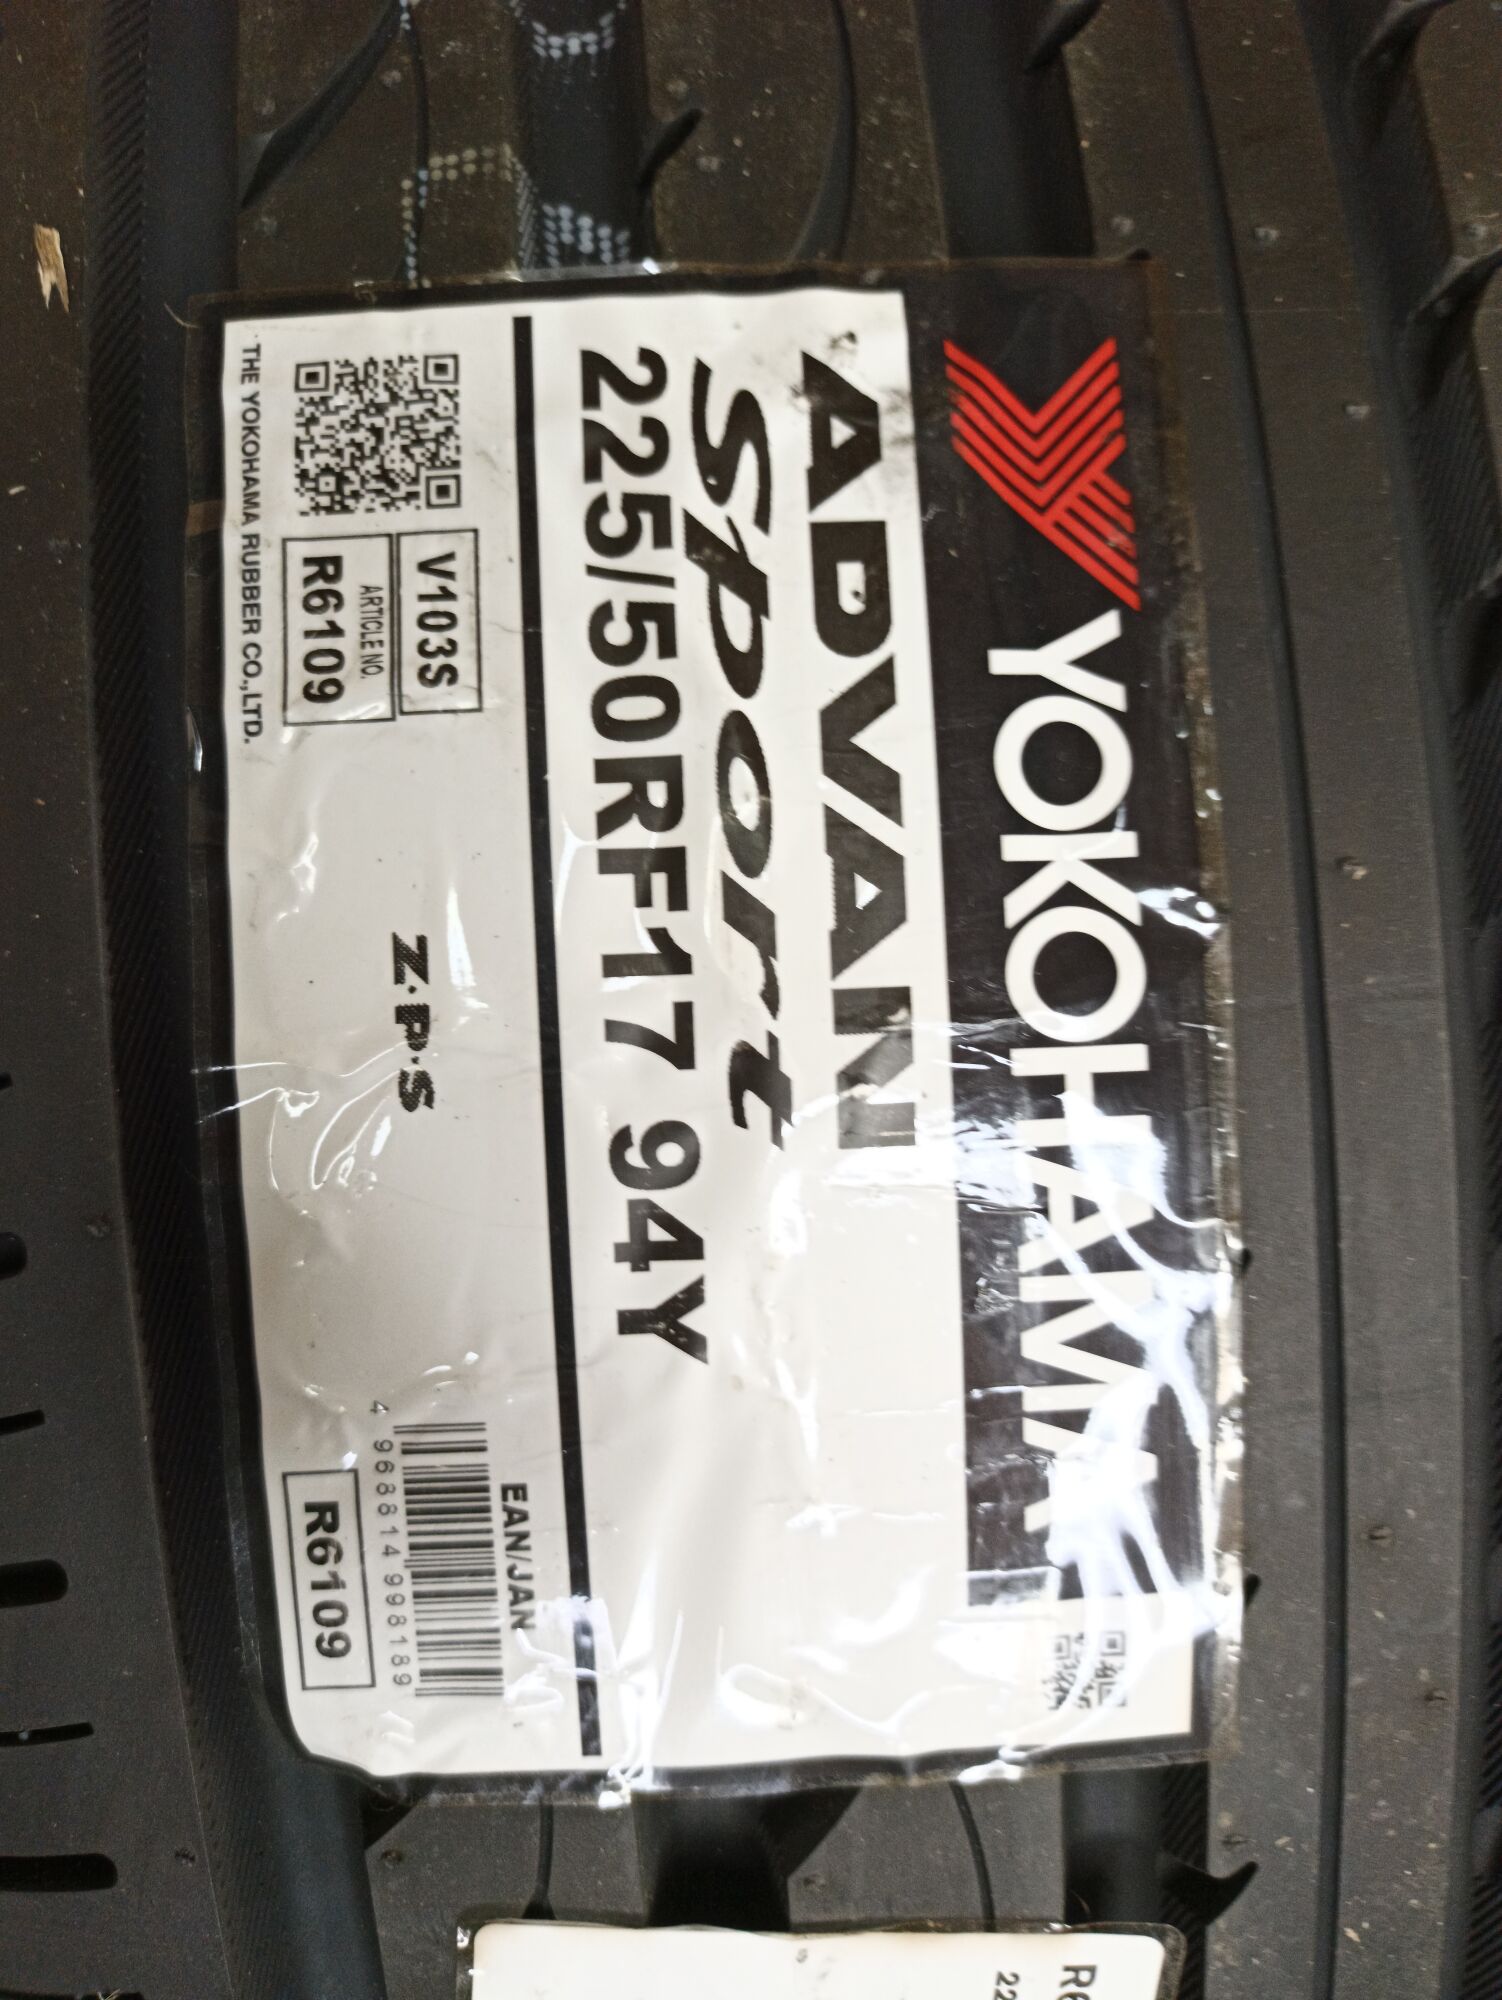 YOKOHAMA
ADVAN
Sport
225/50RF17 94Y
V103S
ARTICLE NO.
R6109
Z·P·S
EAN/JAN
4 968814 998189
R6109
THE YOKOHAMA RUBBER CO.,LTD.